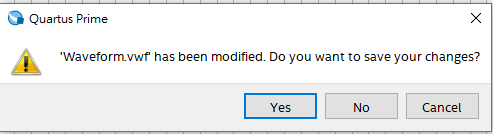 Quartus Prime
'Waveform.vwf' has been modified. Do you want to save your changes?
Yes
No
Cancel